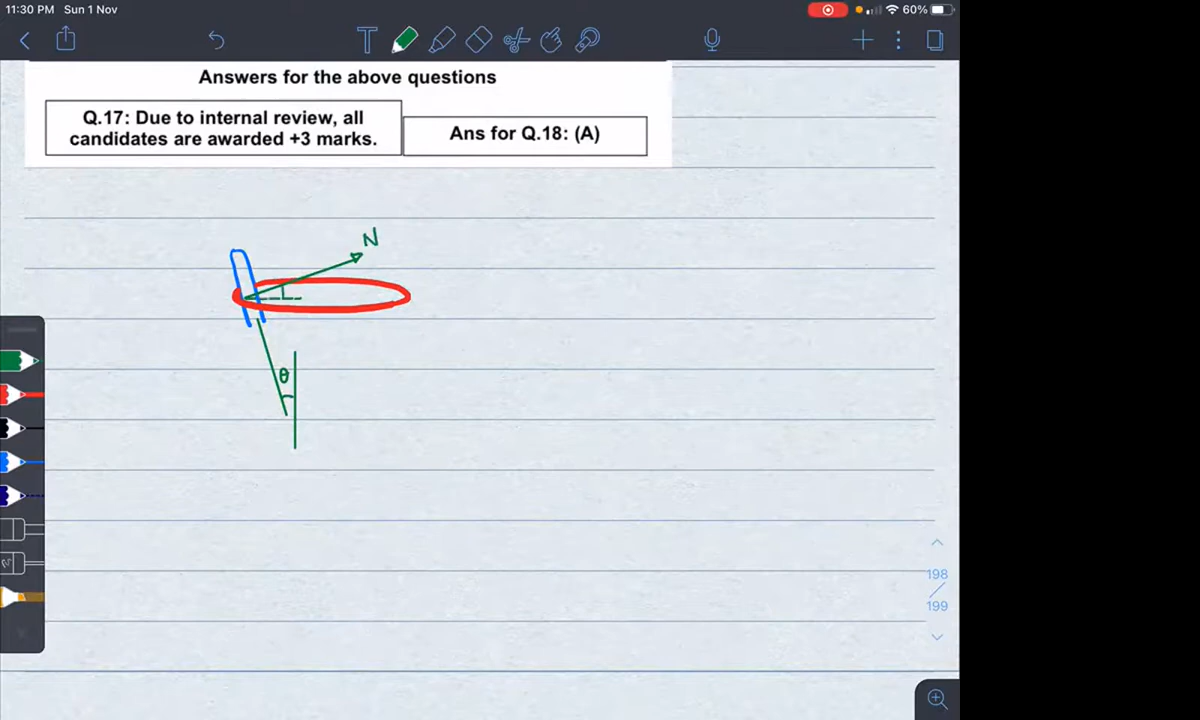 11:30 PM Sun 1 Nov
60%
Answers for the above questions
Q.17: Due to internal review, all
candidates are awarded +3 marks.
Ans for Q.18: (A)
N
θ
198
199